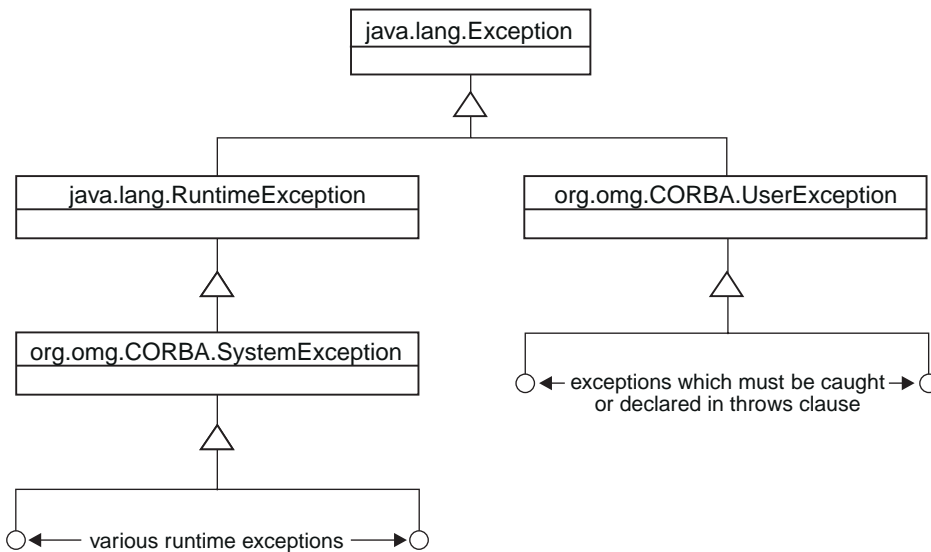 java.lang.Exception
java.lang.RuntimeException
org.omg.CORBA.UserException
org.omg.CORBA.SystemException
exceptions which must be caught
or declared in throws clause
various runtime exceptions